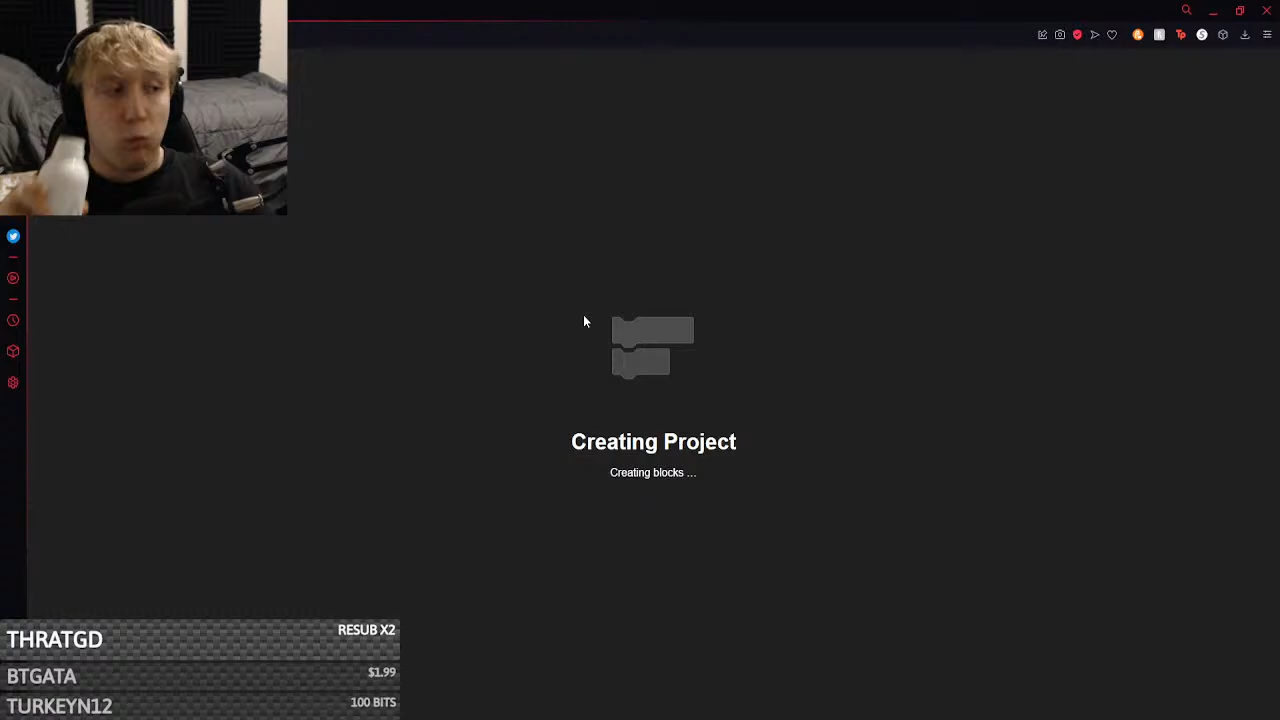 Creating Project
Creating blocks ...
THRATGD RESUB X2
BTGATA $1.99
TURKEYN12 100 BITS